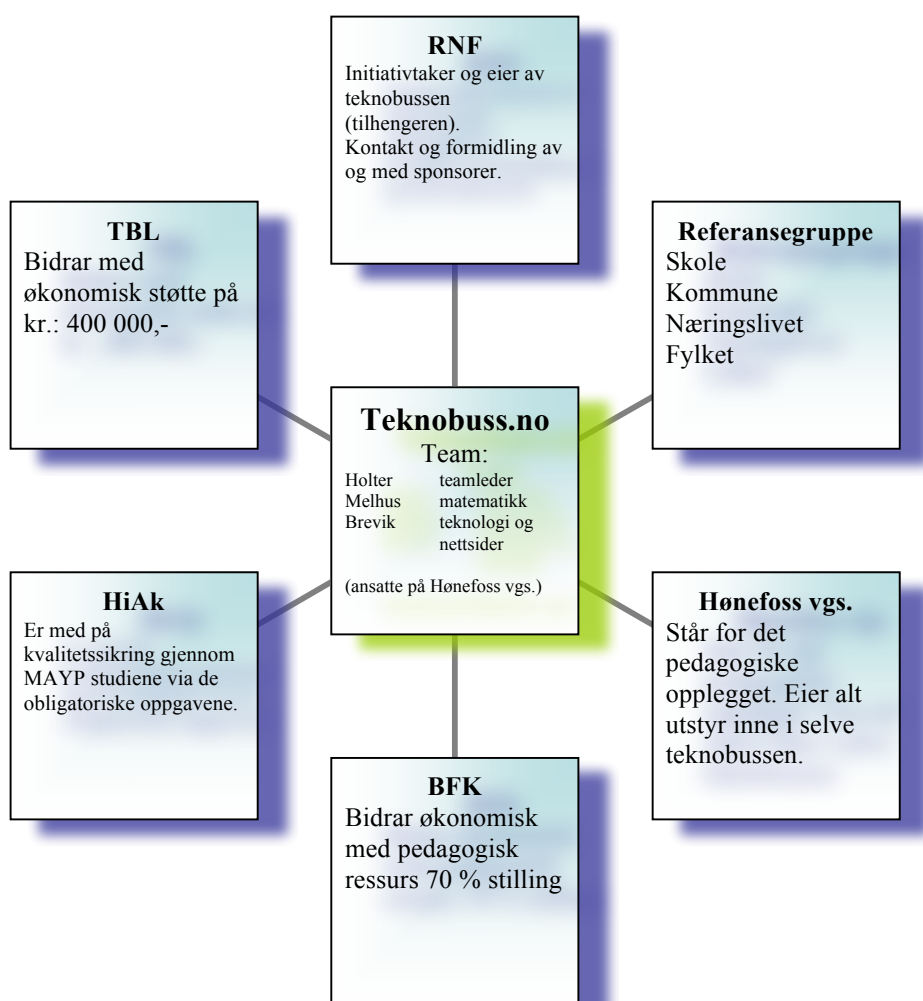 RNF
Initiativtaker og eier av
teknobussen
(tilhengeren).
Kontakt og formidling av
og med sponsorer.
TBL
Bidrar med
økonomisk støtte på
kr.: 400 000,-
Referansegruppe
Skole
Kommune
Næringslivet
Fylket
Teknobuss.no
Team:
Holter teamleder
Melhus matematikk
Brevik teknologi og
nettsider
(ansatte på Hønefoss vgs.)
HiAk
Er med på
kvalitetssikring gjennom
MAYP studiene via de
obligatoriske oppgavene.
Hønefoss vgs.
Står for det
pedagogiske
opplegget. Eier alt
utstyr inne i selve
teknobussen.
BFK
Bidrar økonomisk
med pedagogisk
ressurs 70 % stilling